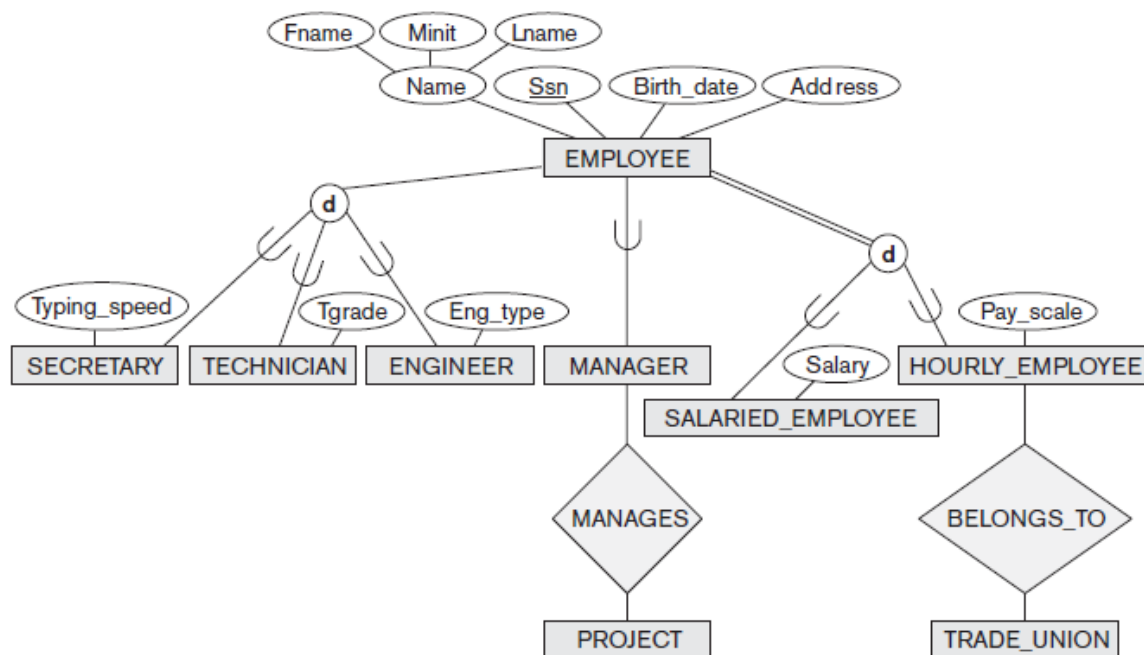 Fname Minit Lname
Name Ssn Birth_date Address
EMPLOYEE
d
d
Typing_speed Tgrade Eng_type Pay_scale
SECRETARY TECHNICIAN ENGINEER MANAGER Salary HOURLY_EMPLOYEE
SALARIED_EMPLOYEE
MANAGES BELONGS_TO
PROJECT TRADE_UNION